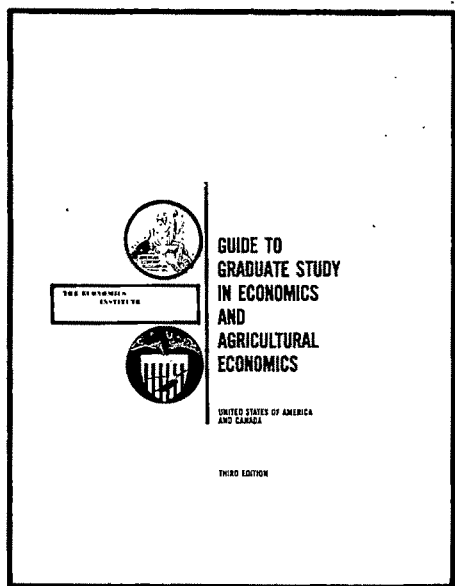 THE ECONOMICS
INSTITUTE
GUIDE TO
GRADUATE STUDY
IN ECONOMICS
AND
AGRICULTURAL
ECONOMICS
UNITED STATES OF AMERICA
AND CANADA
THIRD EDITION